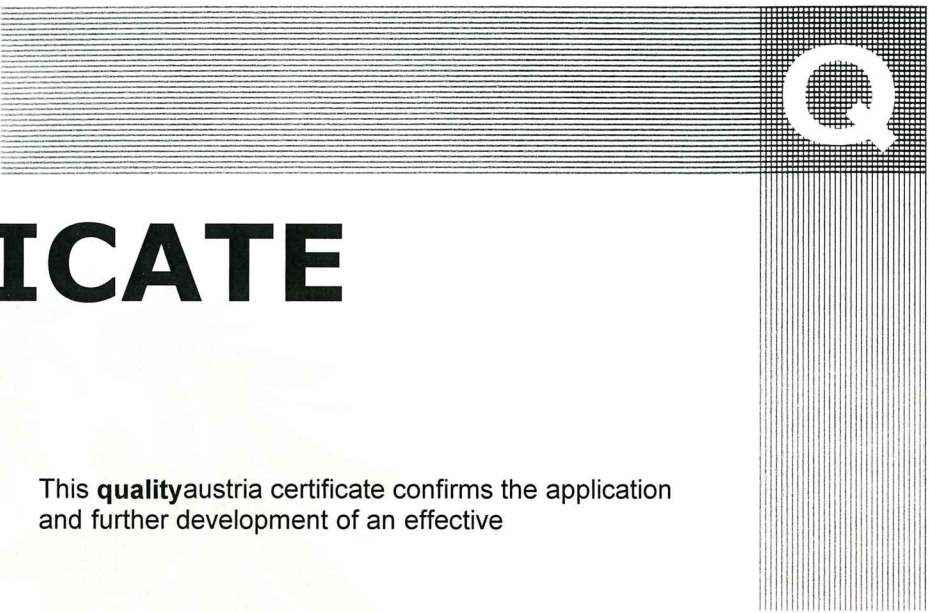 Q
ICATE
This qualityaustria certificate confirms the application
and further development of an effective